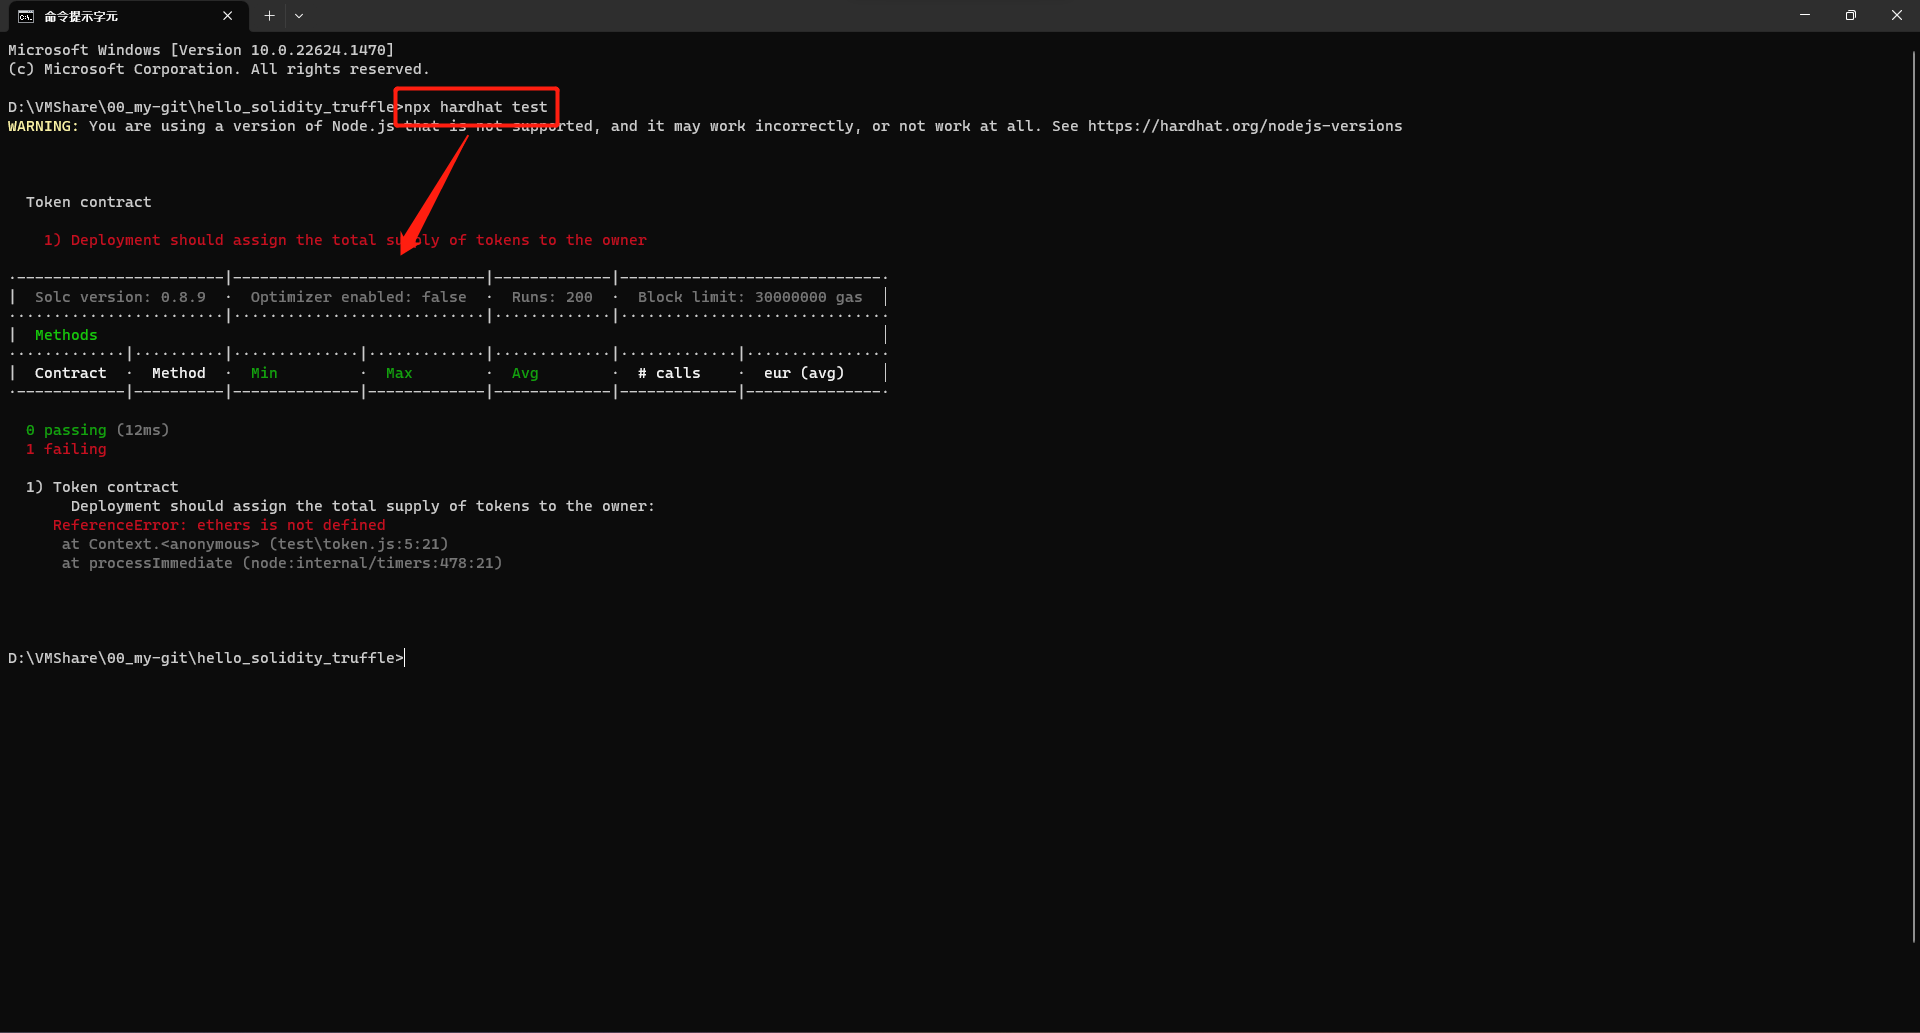 命令提示字元
Microsoft Windows [Version 10.0.22624.1470]
(c) Microsoft Corporation. All rights reserved.
D:\VMShare\00_my-git\hello_solidity_truffle>npx hardhat test
WARNING: You are using a version of Node.js that is not supported, and it may work incorrectly, or not work at all. See https://hardhat.org/nodejs-versions
Token contract
1) Deployment should assign the total supply of tokens to the owner
Solc version: 0.8.9 · Optimizer enabled: false · Runs: 200 · Block limit: 30000000 gas
Methods
Contract · Method · Min · Max · Avg · # calls · eur (avg)
0 passing (12ms)
1 failing
1) Token contract
Deployment should assign the total supply of tokens to the owner:
ReferenceError: ethers is not defined
at Context.<anonymous> (test\token.js:5:21)
at processImmediate (node:internal/timers:478:21)
D:\VMShare\00_my-git\hello_solidity_truffle>